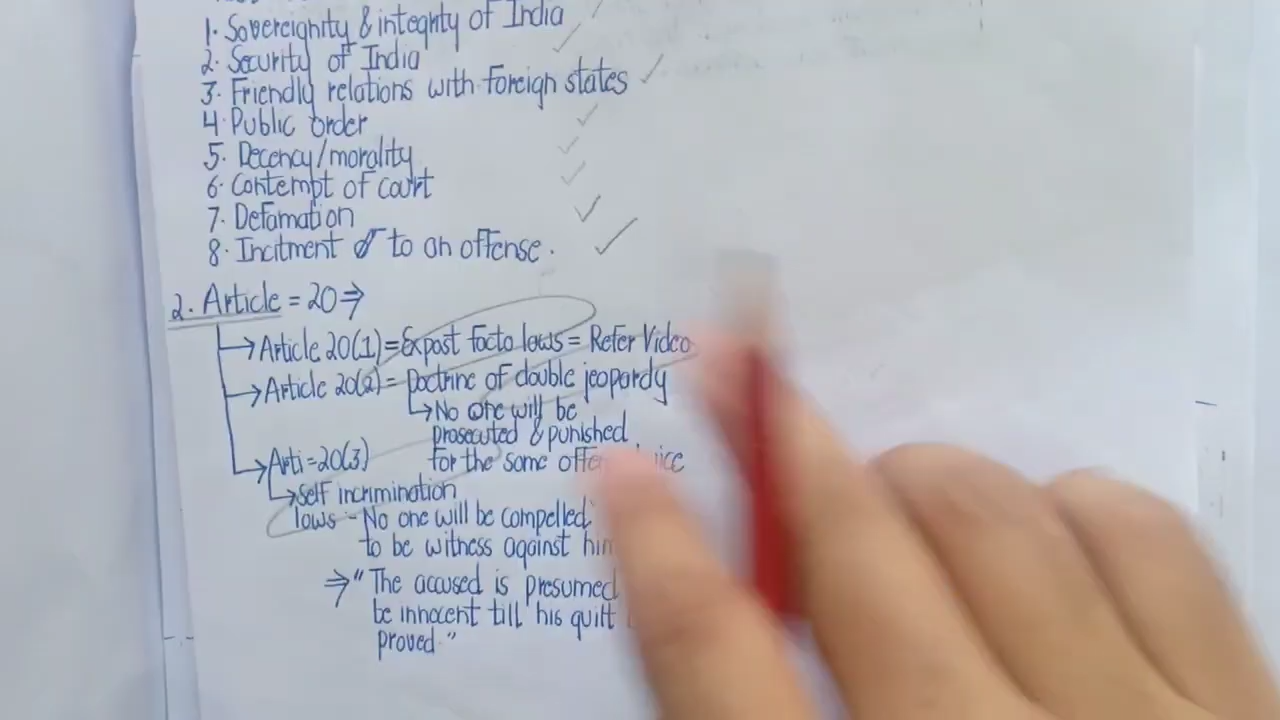 1. Sovereignity & integrity of India
2. Security of India
3. Friendly relations with foreign states
4. Public order
5. Decency/morality
6. Contempt of court
7. Defamation
8. Incitment to an offense.
2. Article = 20⇒
→Article 20(1)=Expost facto laws = Refer Video
→Article 20(2)= Doctrine of double jeopardy
↳No one will be
prosecuted & punished
for the same
→Arti=20(3)
↳Self incrimination
laws - No one will be compelled
to be witness against
⇒"The accused is presumed
be innocent till his guilt
proved."